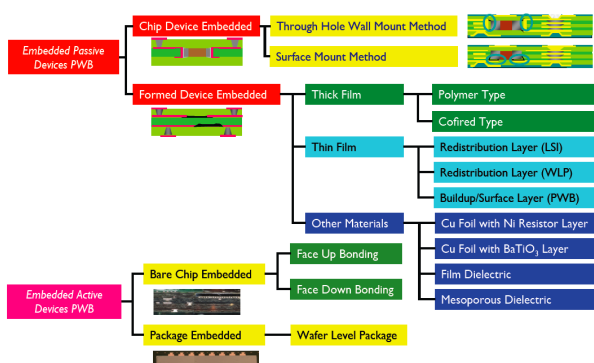 Chip Device Embedded
Through Hole Wall Mount Method
Embedded Passive
Devices PWB
Surface Mount Method
Formed Device Embedded
Thick Film
Polymer Type
Cofired Type
Thin Film
Redistribution Layer (LSI)
Redistribution Layer (WLP)
Buildup/Surface Layer (PWB)
Other Materials
Cu Foil with Ni Resistor Layer
Cu Foil with BaTiO3 Layer
Film Dielectric
Mesoporous Dielectric
Embedded Active
Devices PWB
Bare Chip Embedded
Face Up Bonding
Face Down Bonding
Package Embedded
Wafer Level Package